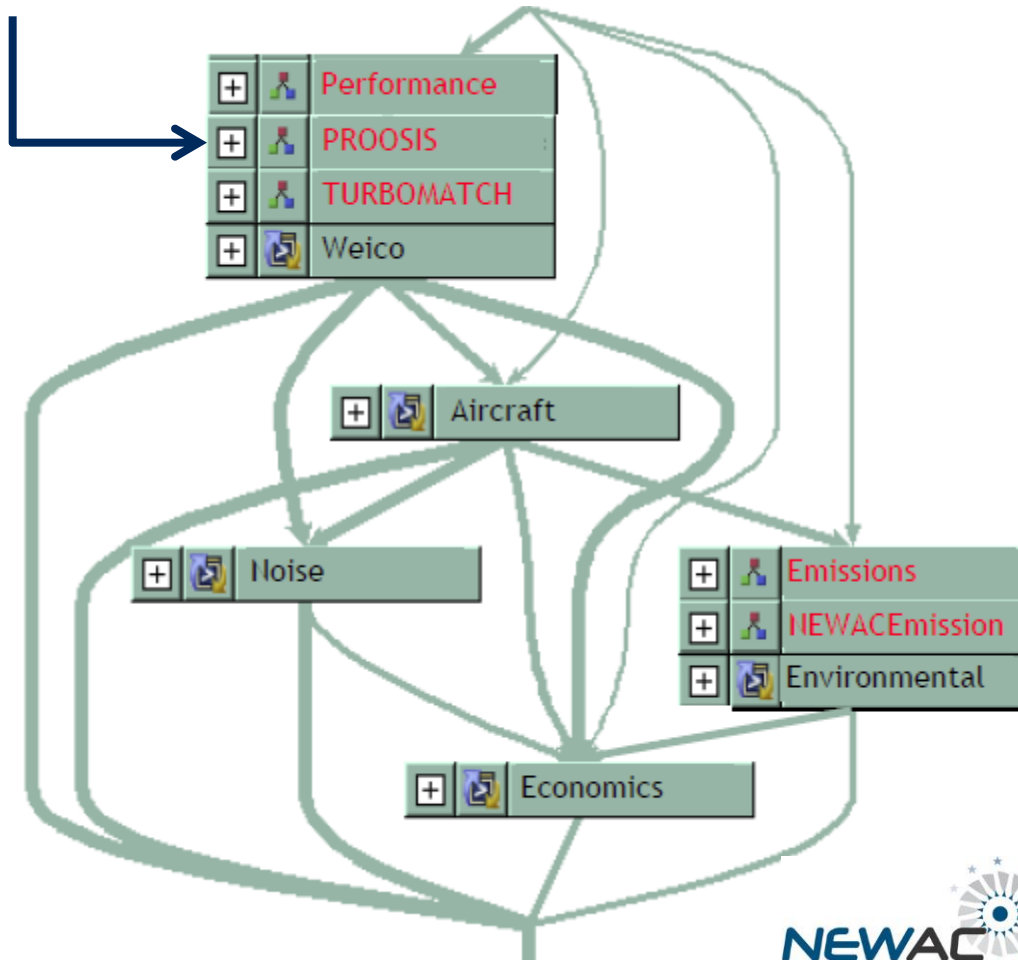 Performance
PROOSIS
TURBOMATCH
Weico
Aircraft
Noise
Emissions
NEWACEmission
Environmental
Economics
NEWAC